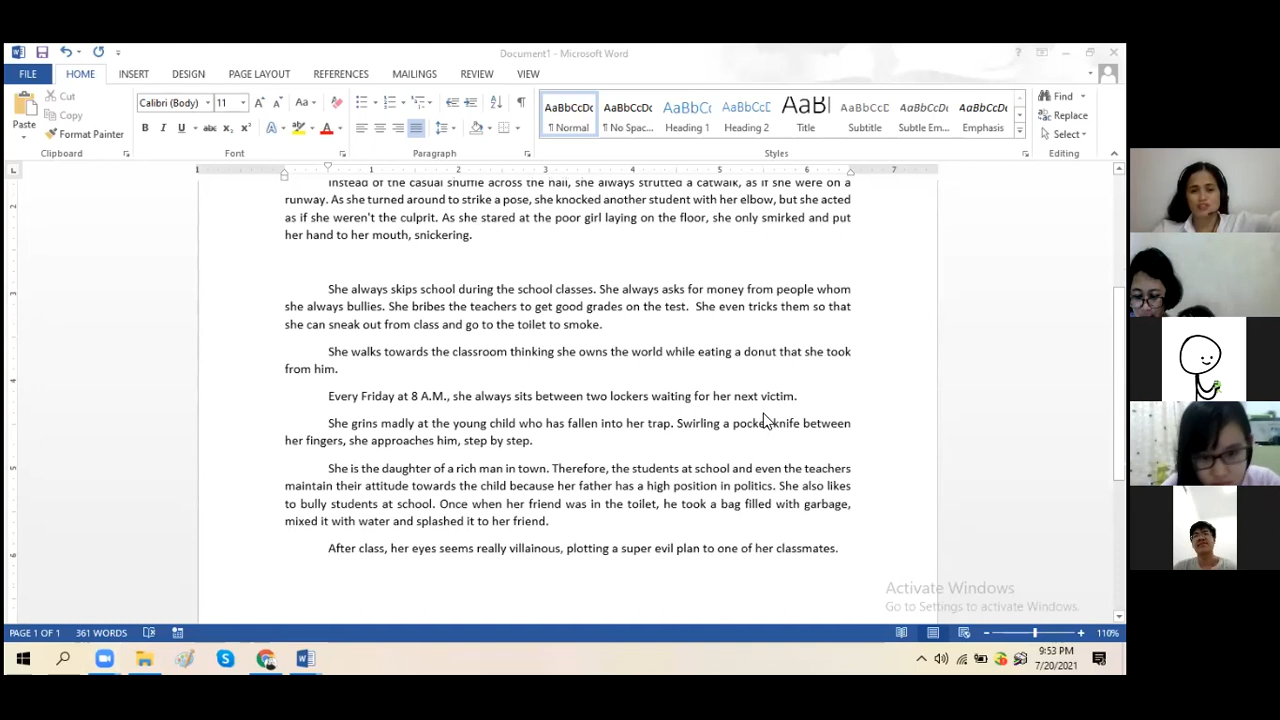 Document1 - Microsoft Word
FILE HOME INSERT DESIGN PAGE LAYOUT REFERENCES MAILINGS REVIEW VIEW
Cut
Copy
Format Painter
Paste
Clipboard
Calibri (Body) 11
Font
Paragraph
AaBbCcDc AaBbCcDc AaBbCc AaBbCcD AaBl AaBbCcC AaBbCcDc AaBbCcDc
¶ Normal ¶ No Spac... Heading 1 Heading 2 Title Subtitle Subtle Em... Emphasis
Styles
Find
Replace
Select
Editing
1 1 2 3 4 5 6 7
Instead of the casual shuffle across the hall, she always strutted a catwalk, as if she were on a
runway. As she turned around to strike a pose, she knocked another student with her elbow, but she acted
as if she weren't the culprit. As she stared at the poor girl laying on the floor, she only smirked and put
her hand to her mouth, snickering.
She always skips school during the school classes. She always asks for money from people whom
she always bullies. She bribes the teachers to get good grades on the test. She even tricks them so that
she can sneak out from class and go to the toilet to smoke.
She walks towards the classroom thinking she owns the world while eating a donut that she took
from him.
Every Friday at 8 A.M., she always sits between two lockers waiting for her next victim.
She grins madly at the young child who has fallen into her trap. Swirling a pocket knife between
her fingers, she approaches him, step by step.
She is the daughter of a rich man in town. Therefore, the students at school and even the teachers
maintain their attitude towards the child because her father has a high position in politics. She also likes
to bully students at school. Once when her friend was in the toilet, he took a bag filled with garbage,
mixed it with water and splashed it to her friend.
After class, her eyes seems really villainous, plotting a super evil plan to one of her classmates.
Activate Windows
Go to Settings to activate Windows.
PAGE 1 OF 1 361 WORDS 110%
9:53 PM
7/20/2021